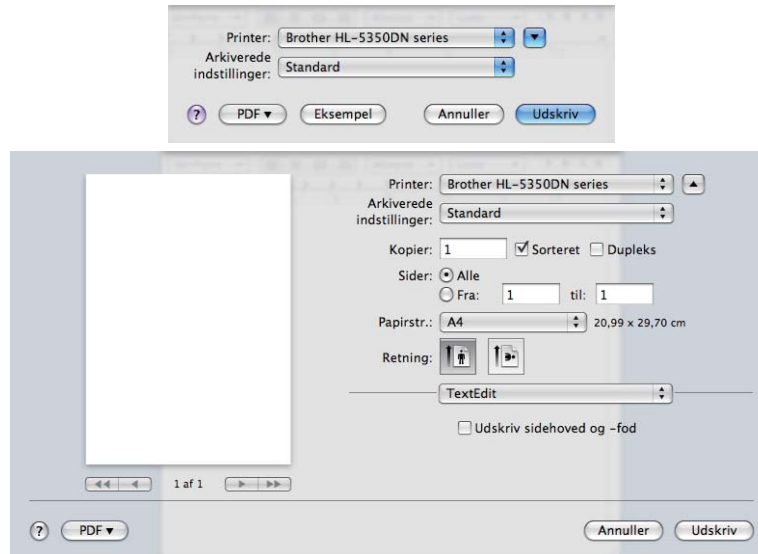 Printer: Brother HL-5350DN series
Arkiverede
indstillinger: Standard
? PDF▼ Eksempel Annuller Udskriv
Printer: Brother HL-5350DN series
Arkiverede
indstillinger: Standard
Kopier: 1 Sorteret Dupleks
Sider: Alle
Fra: 1 til: 1
Papirstr.: A4 20,99 x 29,70 cm
Retning:
TextEdit
Udskriv sidehoved og -fod
1 af 1
? PDF▼ Annuller Udskriv